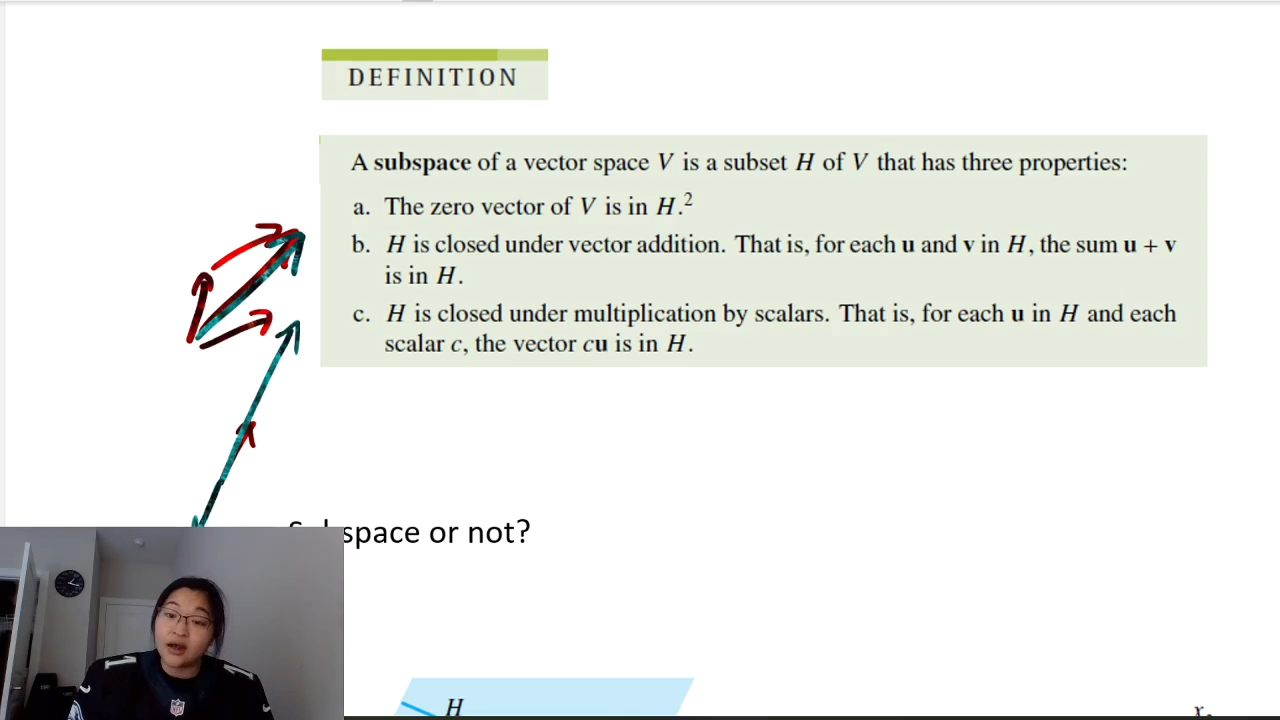 DEFINITION
A subspace of a vector space V is a subset H of V that has three properties:
a. The zero vector of V is in H.²
b. H is closed under vector addition. That is, for each u and v in H, the sum u + v
is in H.
c. H is closed under multiplication by scalars. That is, for each u in H and each
scalar c, the vector cu is in H.
space or not?
H